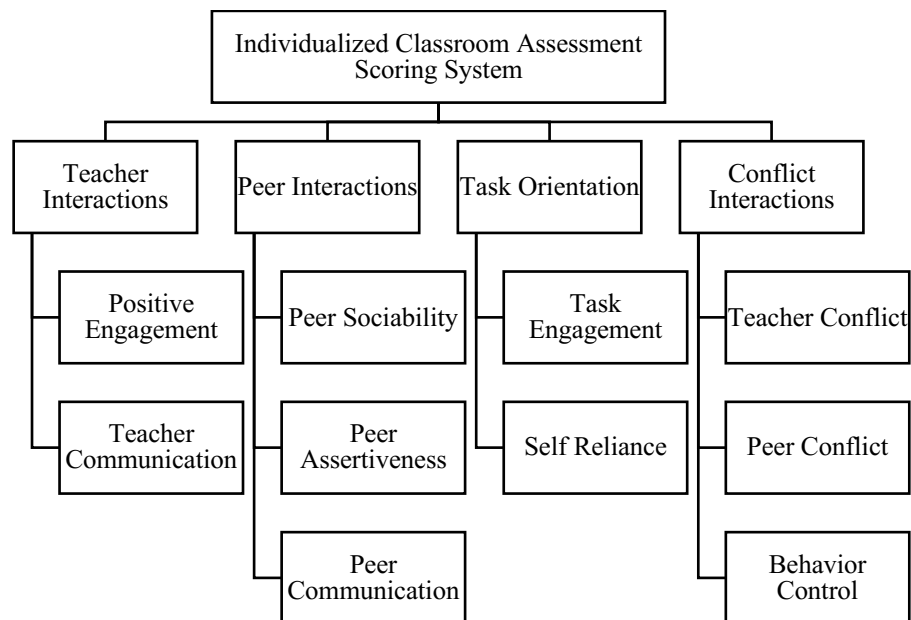 Individualized Classroom Assessment
Scoring System
Teacher
Interactions
Peer Interactions
Task Orientation
Conflict
Interactions
Positive
Engagement
Peer Sociability
Task
Engagement
Teacher Conflict
Teacher
Communication
Peer
Assertiveness
Self Reliance
Peer Conflict
Peer
Communication
Behavior
Control